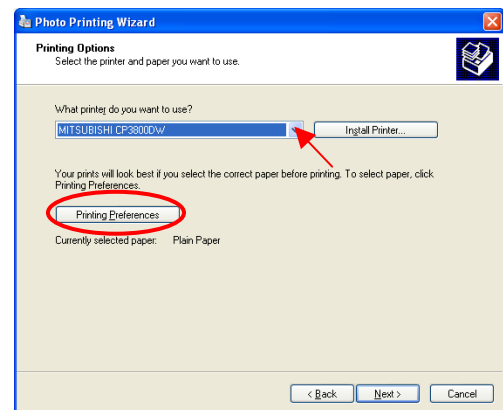 Photo Printing Wizard
Printing Options
Select the printer and paper you want to use.
What printer do you want to use?
MITSUBISHI CP3800DW
Install Printer...
Your prints will look best if you select the correct paper before printing. To select paper, click
Printing Preferences.
Printing Preferences
Currently selected paper: Plain Paper
< Back Next > Cancel